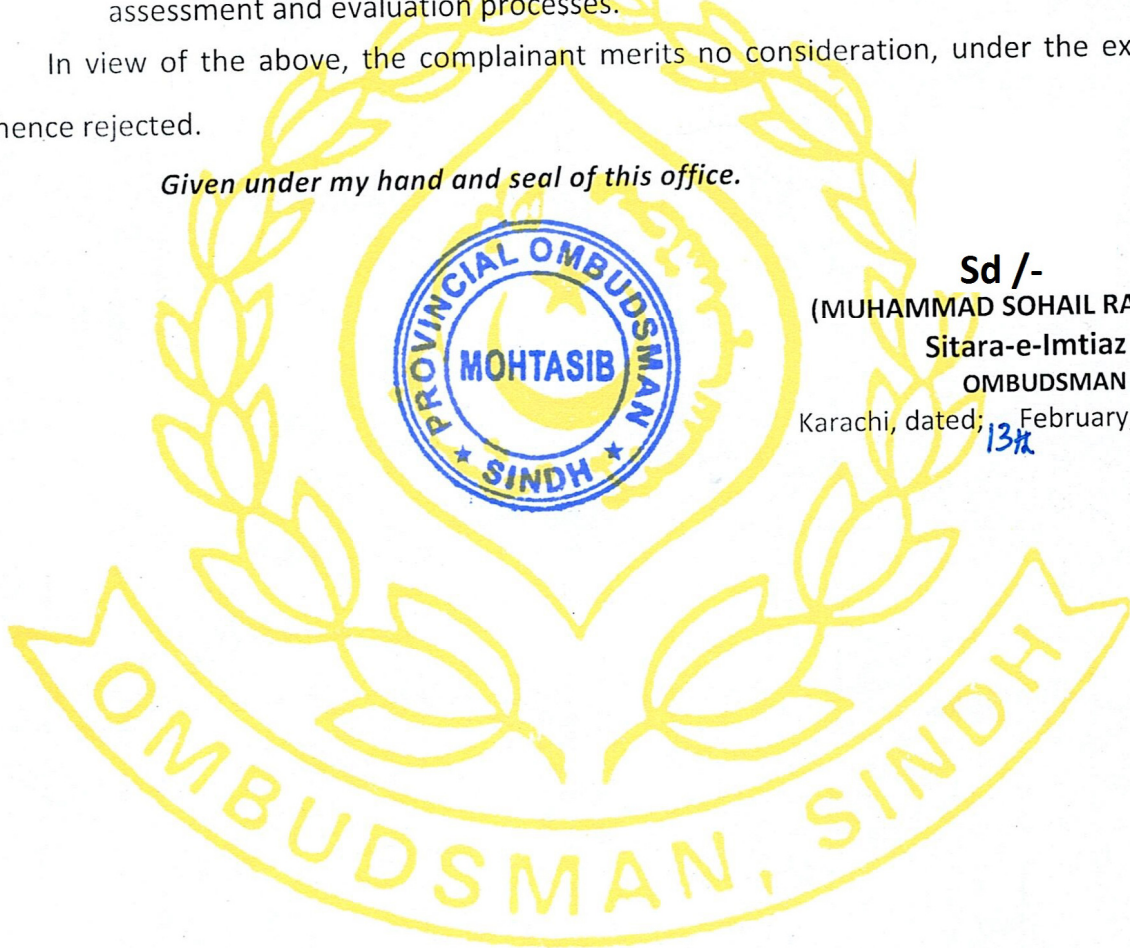 assessment and evaluation processes.
In view of the above, the complainant merits no consideration, under the ex
hence rejected.
Given under my hand and seal of this office.
PROVINCIAL OMBUDSMAN
MOHTASIB
★ SINDH ★
Sd /-
(MUHAMMAD SOHAIL RA
Sitara-e-Imtiaz
OMBUDSMAN
Karachi, dated; 13th February
OMBUDSMAN, SINDH